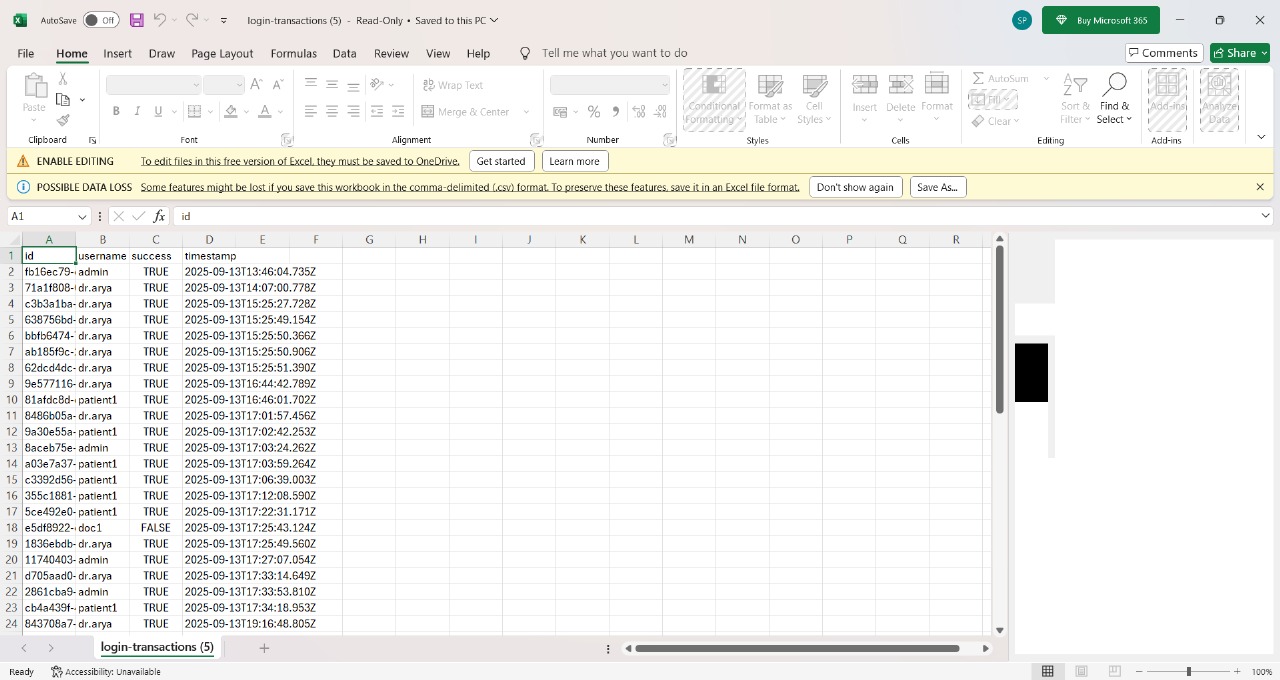 AutoSave Off login-transactions (5) - Read-Only • Saved to this PC SP Buy Microsoft 365
File Home Insert Draw Page Layout Formulas Data Review View Help Tell me what you want to do Comments Share
Paste
Clipboard
B I U A
Font
Wrap Text
Merge & Center
Alignment
Number
Conditional Formatting
Format as Table
Cell Styles
Styles
Insert
Delete
Format
Cells
AutoSum
Fill
Clear
Sort & Filter
Find & Select
Editing
Add-ins
Add-ins
Analyze Data
ENABLE EDITING To edit files in this free version of Excel, they must be saved to OneDrive. Get started Learn more
POSSIBLE DATA LOSS Some features might be lost if you save this workbook in the comma-delimited (.csv) format. To preserve these features, save it in an Excel file format. Don't show again Save As...
A1 fx id
A B C D E F G H I J K L M N O P Q R
1 id username success timestamp
2 fb16ec79- admin TRUE 2025-09-13T13:46:04.735Z
3 71a1f808- dr.arya TRUE 2025-09-13T14:07:00.778Z
4 c3b3a1ba- dr.arya TRUE 2025-09-13T15:25:27.728Z
5 638756bd- dr.arya TRUE 2025-09-13T15:25:49.154Z
6 bbfb6474- dr.arya TRUE 2025-09-13T15:25:50.366Z
7 ab185f9c- dr.arya TRUE 2025-09-13T15:25:50.906Z
8 62dcd4dc- dr.arya TRUE 2025-09-13T15:25:51.390Z
9 9e577116- dr.arya TRUE 2025-09-13T16:44:42.789Z
10 81afdc8d- patient1 TRUE 2025-09-13T16:46:01.702Z
11 8486b05a- dr.arya TRUE 2025-09-13T17:01:57.496Z
12 9a30e55a- patient1 TRUE 2025-09-13T17:02:42.253Z
13 8aceb75e- admin TRUE 2025-09-13T17:03:24.262Z
14 a03e7a37- patient1 TRUE 2025-09-13T17:03:59.264Z
15 c3392d56- patient1 TRUE 2025-09-13T17:06:39.003Z
16 355c1881- patient1 TRUE 2025-09-13T17:12:08.590Z
17 5ce492e0- patient1 TRUE 2025-09-13T17:22:31.171Z
18 e5df8922- doc1 FALSE 2025-09-13T17:25:43.124Z
19 1836ebdb- dr.arya TRUE 2025-09-13T17:25:49.560Z
20 11740403- admin TRUE 2025-09-13T17:27:07.054Z
21 d705aad0- dr.arya TRUE 2025-09-13T17:33:14.649Z
22 2861cba9- admin TRUE 2025-09-13T17:33:53.810Z
23 cb4a439f- patient1 TRUE 2025-09-13T17:34:18.953Z
24 843708a7- dr.arya TRUE 2025-09-13T19:16:48.805Z
login-transactions (5)
Ready Accessibility: Unavailable 100%